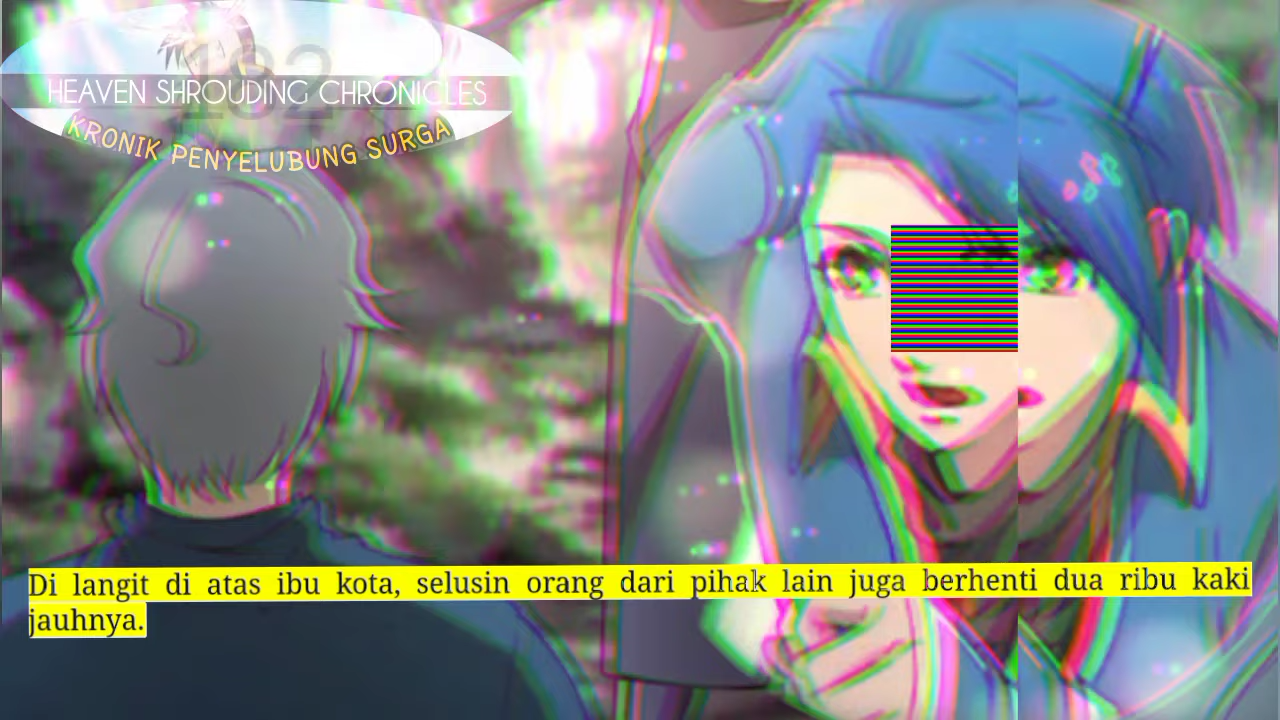 182
HEAVEN SHROUDING CHRONICLES
KRONIK PENYELUBUNG SURGA
Di langit di atas ibu kota, selusin orang dari pihak lain juga berhenti dua ribu kaki
jauhnya.